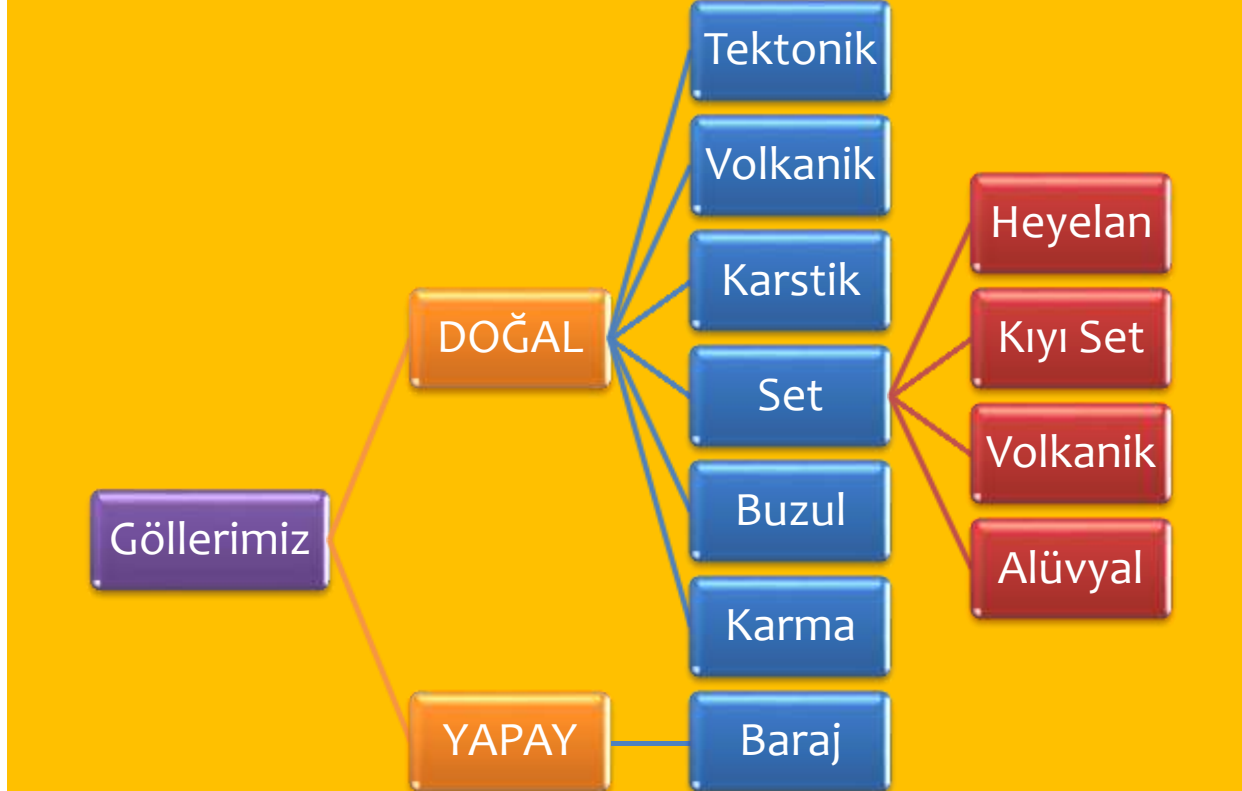 Göllerimiz
DOĞAL
Tektonik
Volkanik
Karstik
Set
Heyelan
Kıyı Set
Volkanik
Alüvyal
Buzul
Karma
YAPAY
Baraj